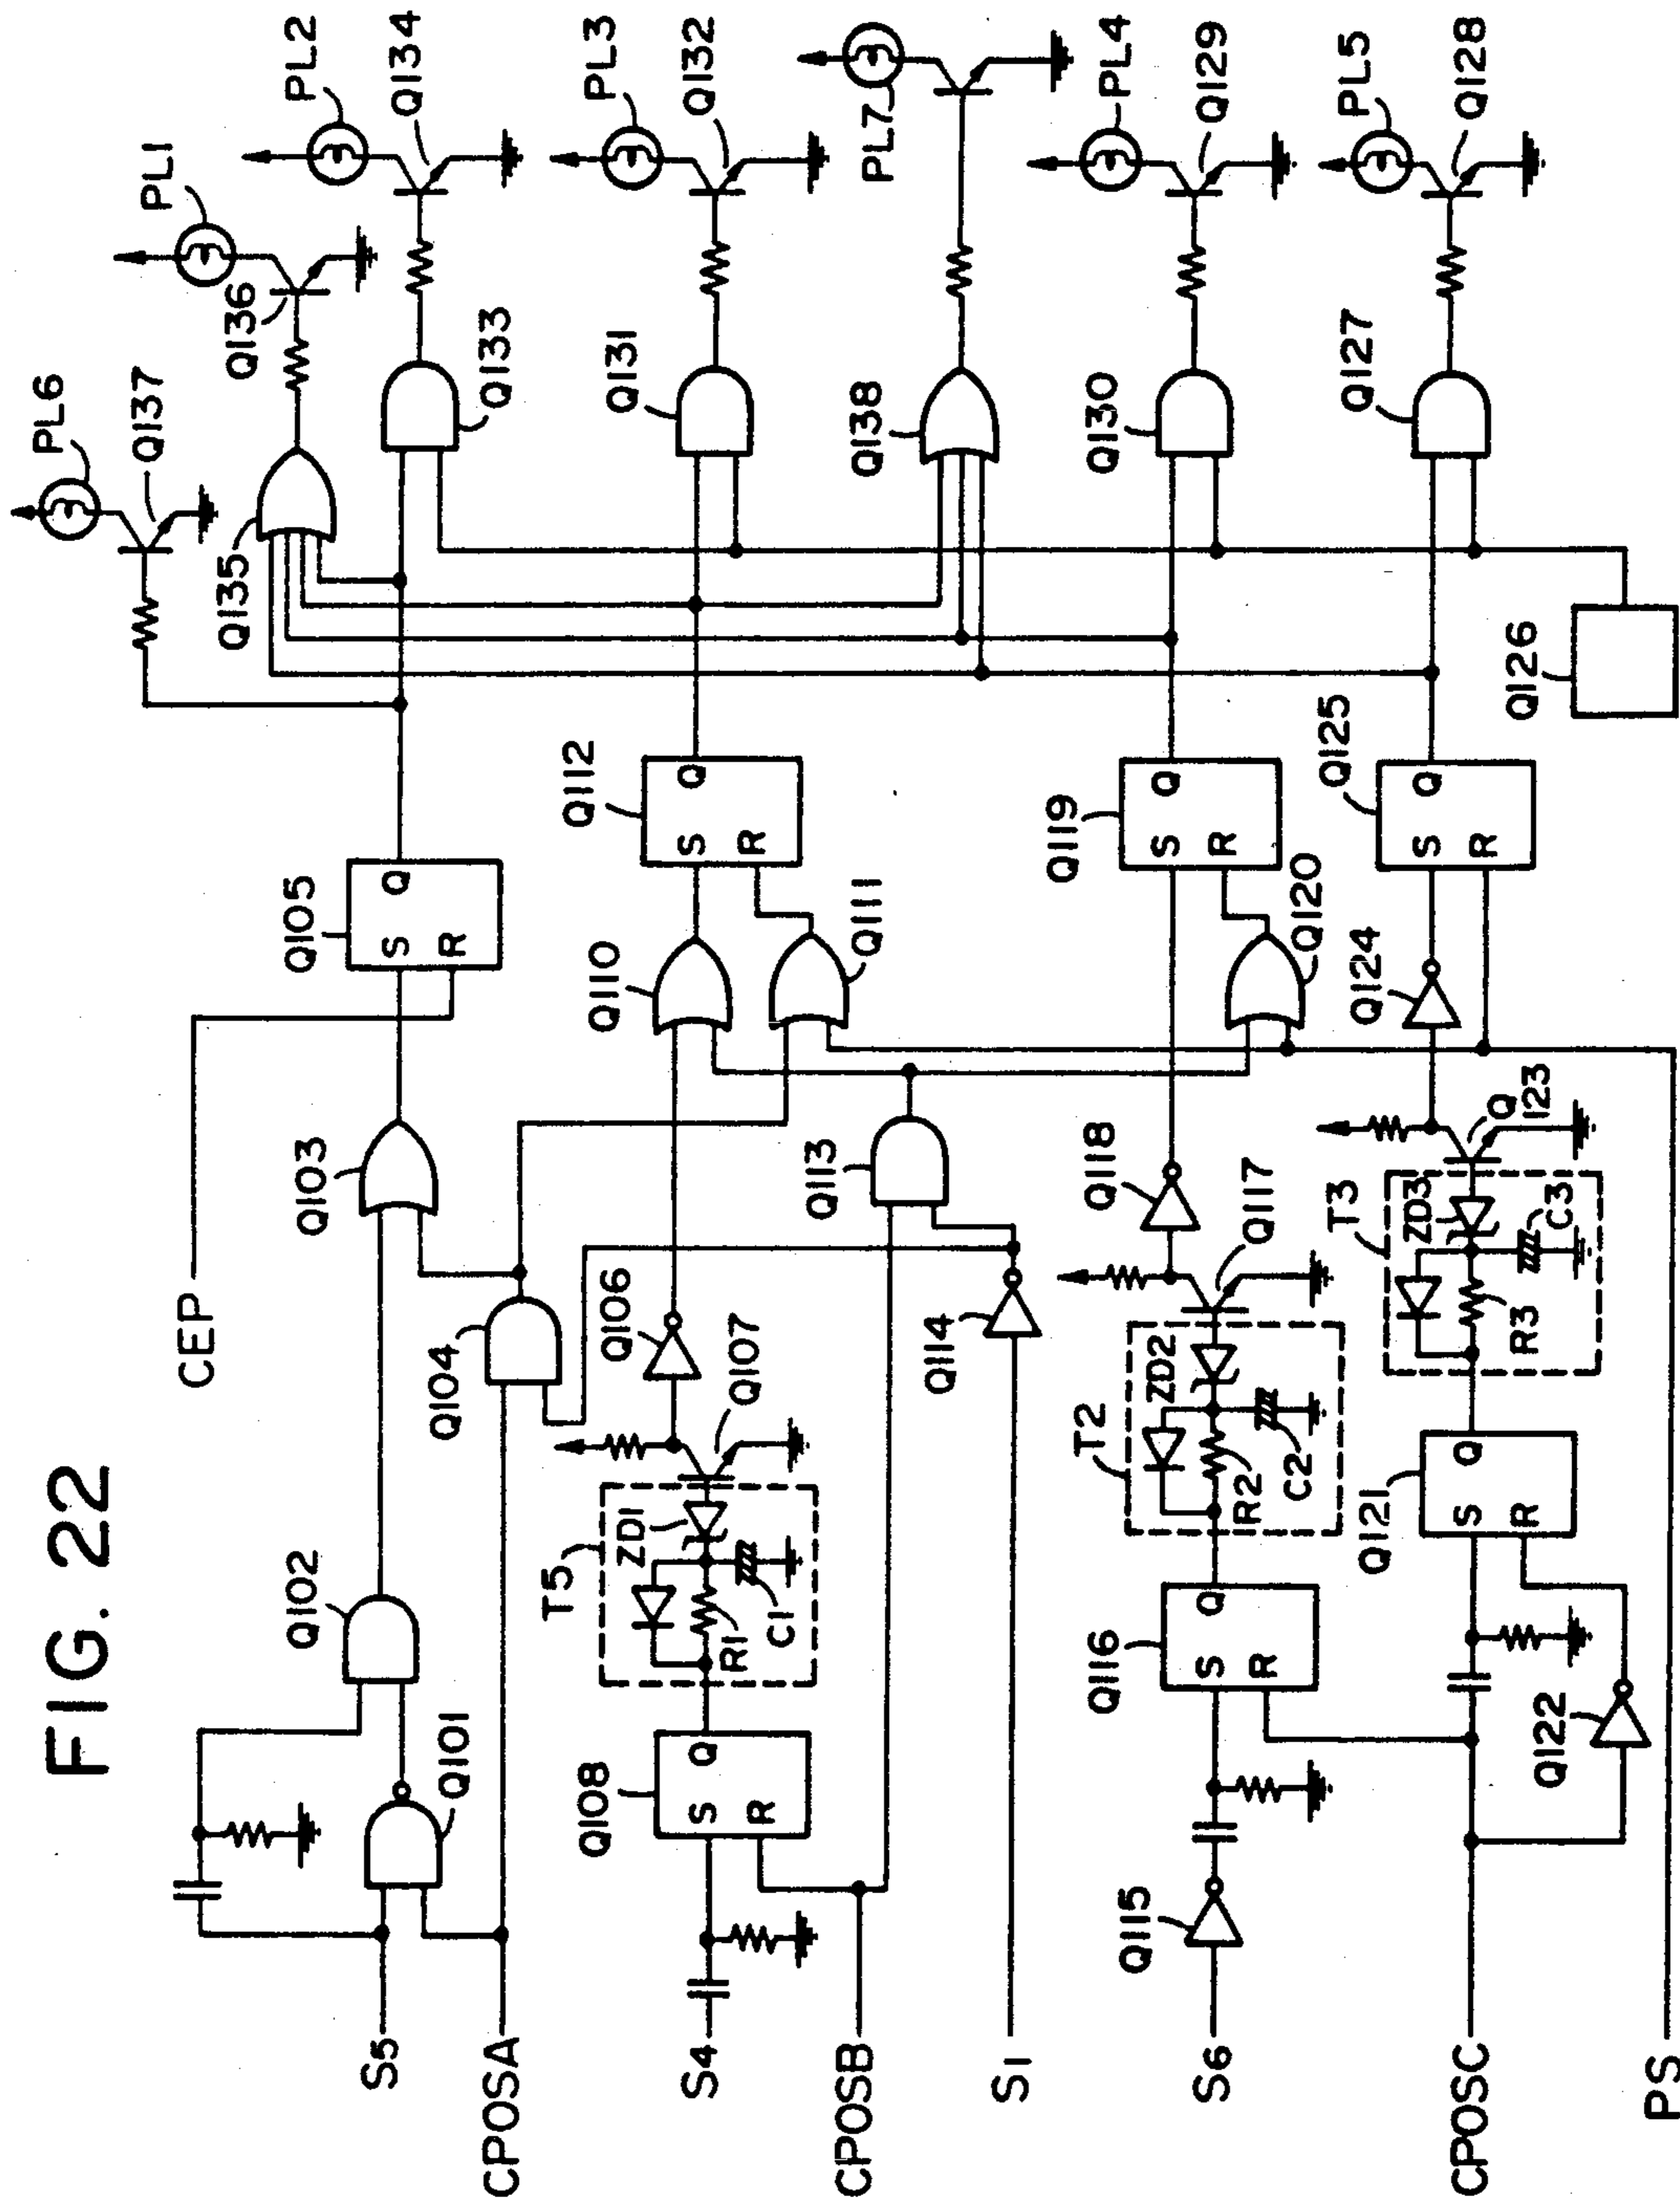 FIG. 22
PL6
Q137
PL1
Q136
PL2
Q134
PL3
Q132
PL7
PL4
Q129
PL5
Q128
Q135
Q133
Q131
Q138
Q130
Q127
Q126
CEP
Q105
S
R
Q
Q103
Q112
S
R
Q
Q110
Q111
Q119
S
R
Q
Q120
Q125
S
R
Q
Q124
Q102
Q101
Q104
Q106
Q107
T5
ZD1
R1
C1
Q108
S
R
Q
Q113
Q114
Q118
Q117
T2
ZD2
R2
C2
Q116
S
R
Q
Q115
Q
123
T3
ZD3
R3
C3
Q121
S
R
Q
Q122
S5
CPOSA
S4
CPOSB
S1
S6
CPOSC
PS